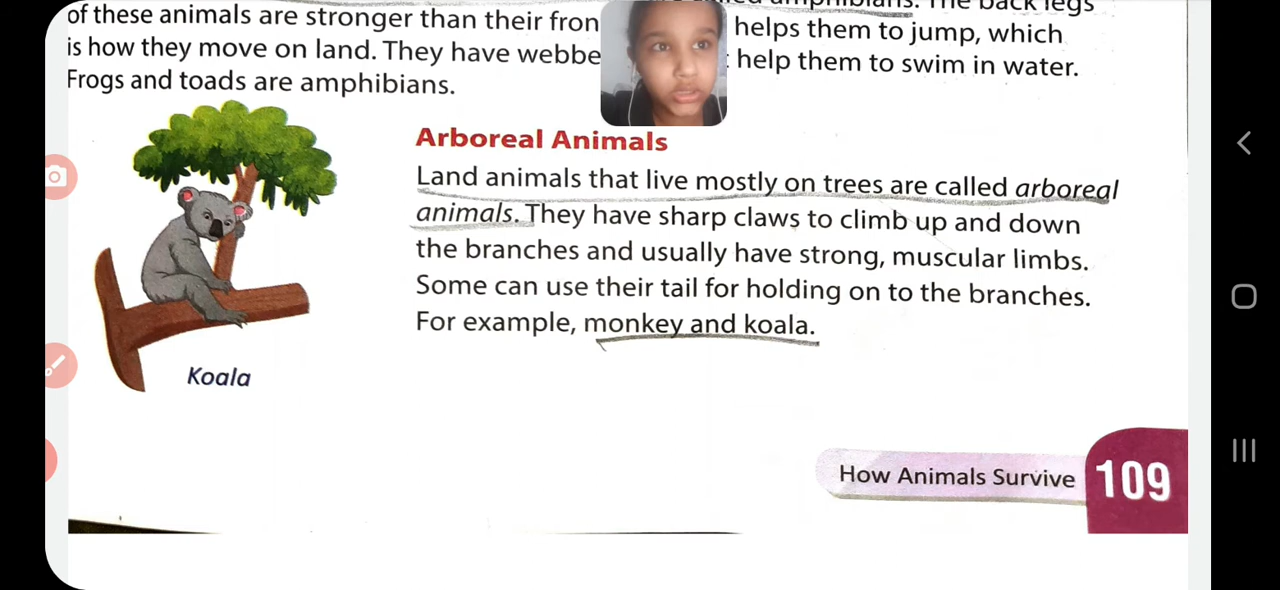 of these animals are stronger than their helps them to jump, which
is how they move on land. They have help them to swim in water.
Frogs and toads are amphibians.
Arboreal Animals
Land animals that live mostly on trees are called arboreal
animals. They have sharp claws to climb up and down
the branches and usually have strong, muscular limbs.
Some can use their tail for holding on to the branches.
For example, monkey and koala.
Koala
How Animals Survive
109